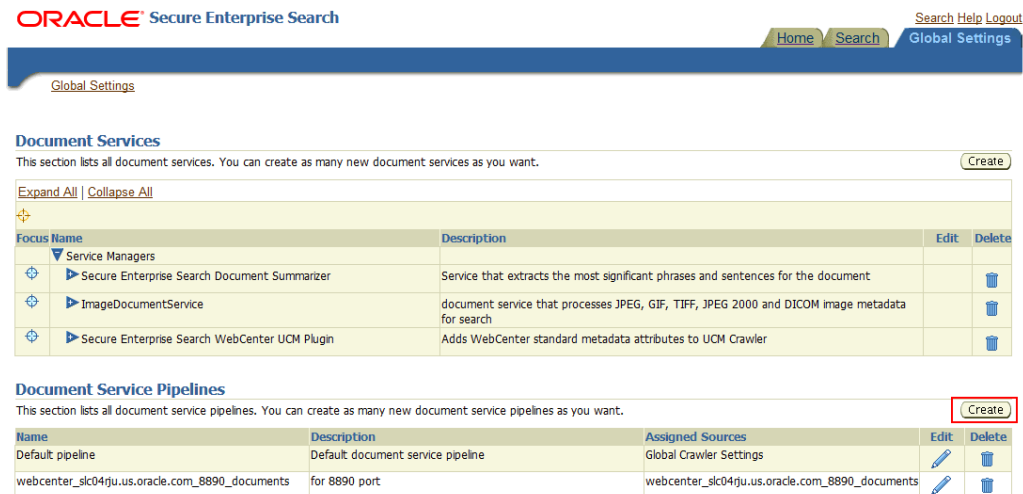 ORACLE Secure Enterprise Search
Search Help Logout
Home Search Global Settings
Global Settings
Document Services
This section lists all document services. You can create as many new document services as you want.
Create
Expand All | Collapse All
Focus Name Description Edit Delete
Service Managers
Secure Enterprise Search Document Summarizer Service that extracts the most significant phrases and sentences for the document
ImageDocumentService document service that processes JPEG, GIF, TIFF, JPEG 2000 and DICOM image metadata
for search
Secure Enterprise Search WebCenter UCM Plugin Adds WebCenter standard metadata attributes to UCM Crawler
Document Service Pipelines
This section lists all document service pipelines. You can create as many new document service pipelines as you want.
Create
Name Description Assigned Sources Edit Delete
Default pipeline Default document service pipeline Global Crawler Settings
webcenter_slc04rju.us.oracle.com_8890_documents for 8890 port webcenter_slc04rju.us.oracle.com_8890_documents